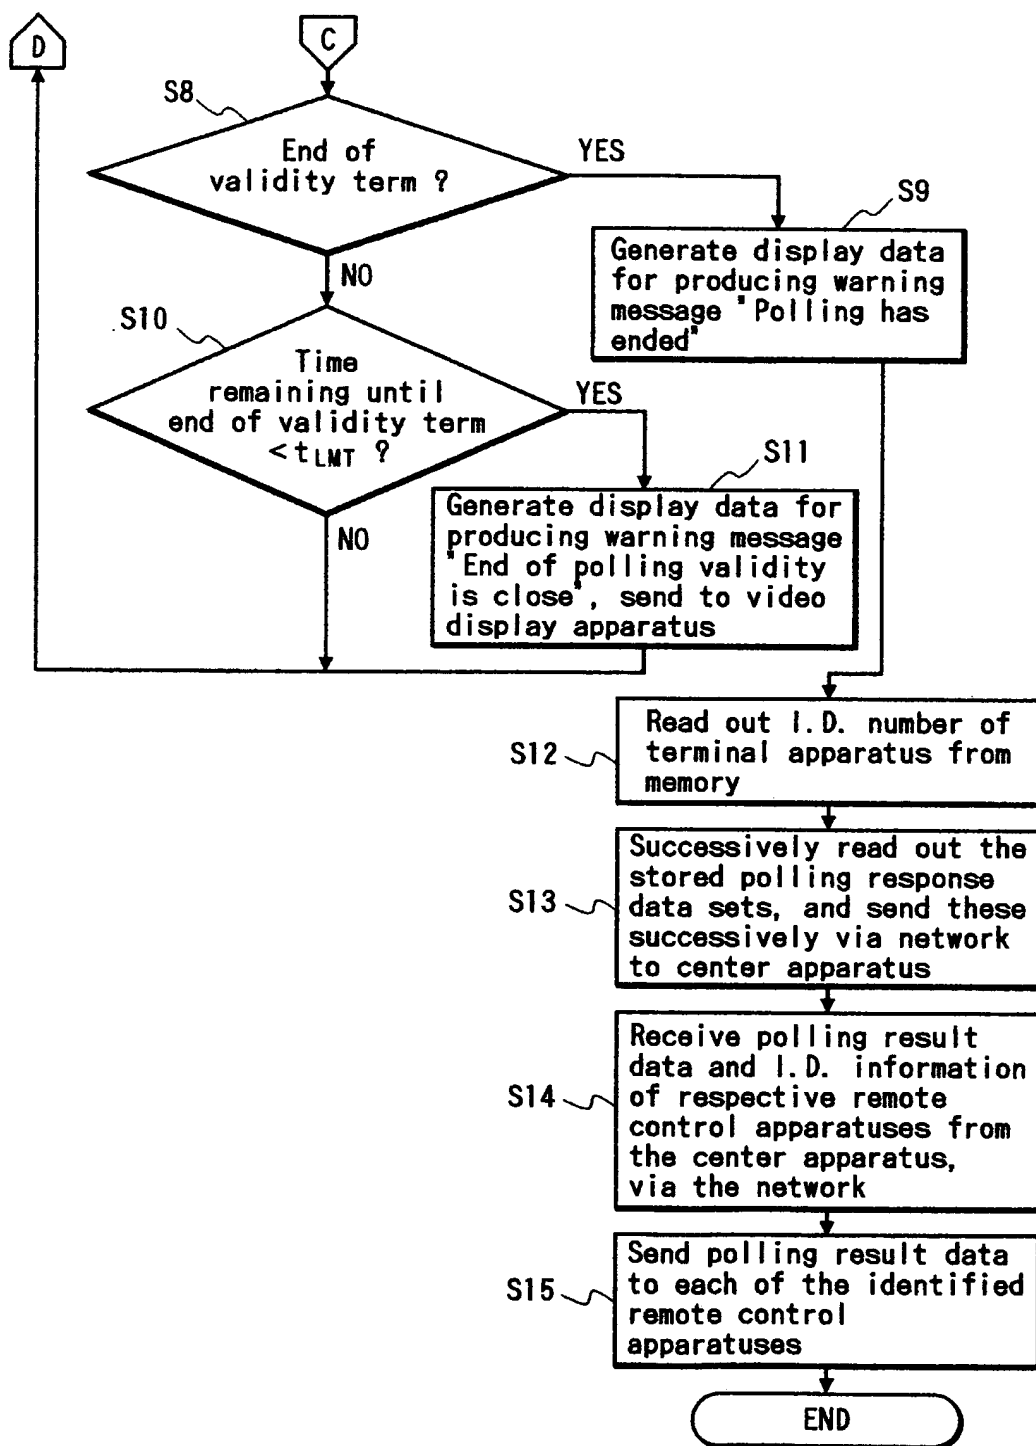 D
C
S8
End of
validity term ?
YES
S9
NO
Generate display data
for producing warning
message "Polling has
ended"
S10
Time
remaining until
end of validity term
<tLMT ?
YES
S11
NO
Generate display data for
producing warning message
"End of polling validity
is close", send to video
display apparatus
S12
Read out I.D. number of
terminal apparatus from
memory
S13
Successively read out the
stored polling response
data sets, and send these
successively via network
to center apparatus
S14
Receive polling result
data and I.D. information
of respective remote
control apparatuses from
the center apparatus,
via the network
S15
Send polling result data
to each of the identified
remote control
apparatuses
END